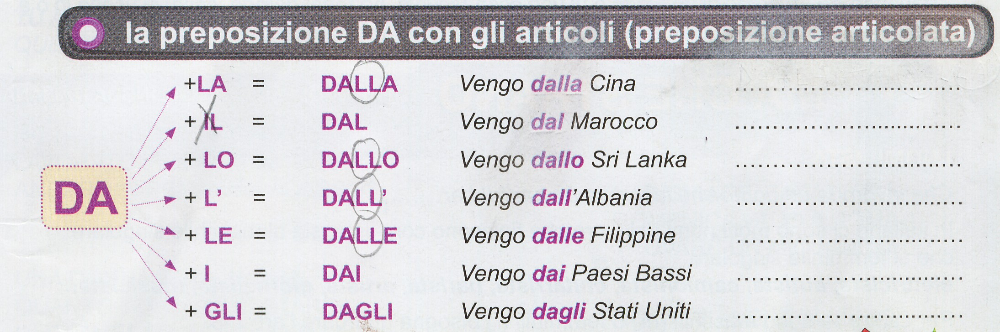 la preposizione DA con gli articoli (preposizione articolata)
+LA = DALLA Vengo dalla Cina ........................................
+ IL = DAL Vengo dal Marocco ........................................
+ LO = DALLO Vengo dallo Sri Lanka ........................................
DA + L' = DALL' Vengo dall'Albania ........................................
+ LE = DALLE Vengo dalle Filippine ........................................
+ I = DAI Vengo dai Paesi Bassi ........................................
+ GLI = DAGLI Vengo dagli Stati Uniti ........................................